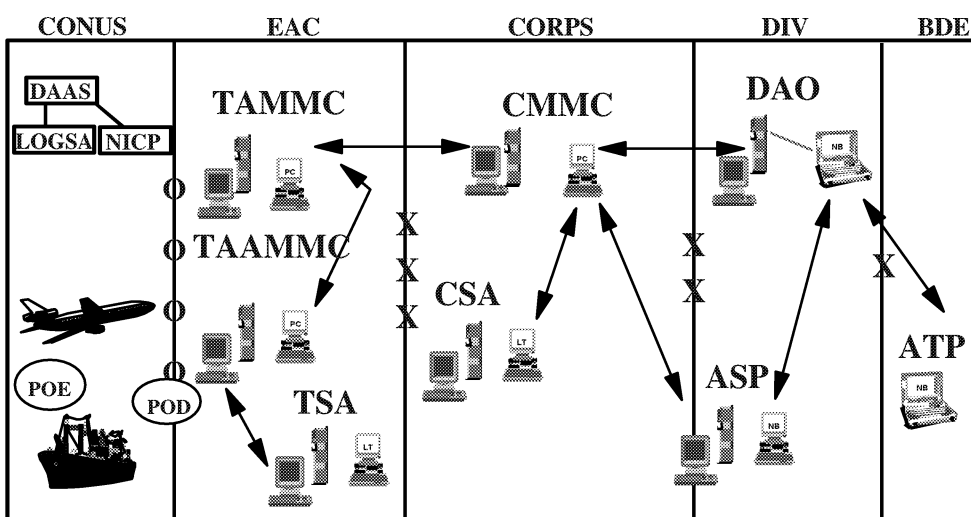 CONUS EAC CORPS DIV BDE
DAAS
LOGSA NICP
TAMMC
PC
O
TAAMMC
O
O
O
PC
POE
POD
TSA
LT
CMMC
PC
X
X
X
CSA
LT
DAO
NB
X
X
ASP
NB
X
ATP
NB